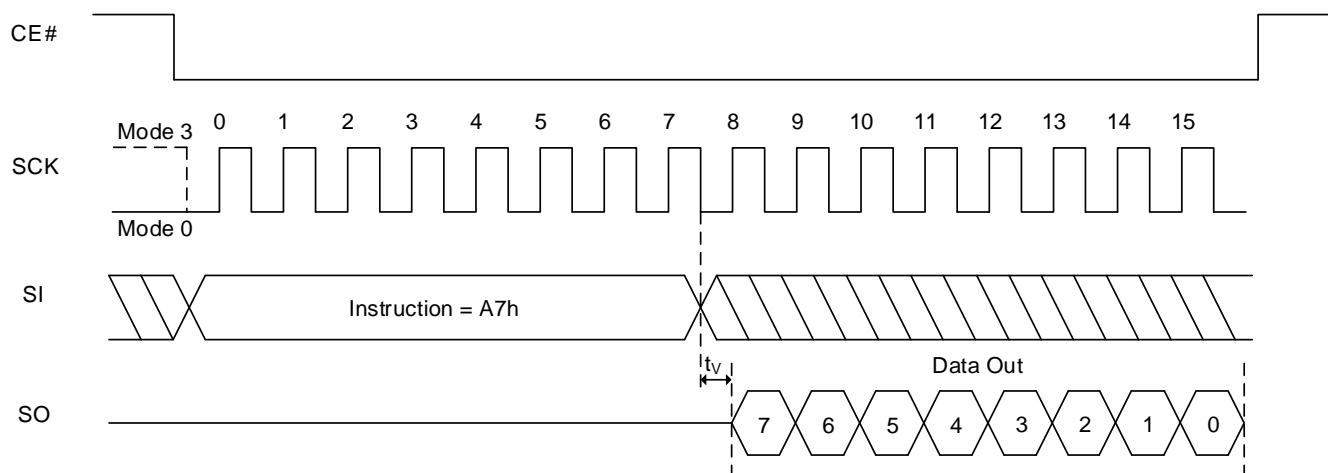 CE#
0 1 2 3 4 5 6 7 8 9 10 11 12 13 14 15
Mode 3
SCK
Mode 0
SI
Instruction = A7h
tV
Data Out
SO
7 6 5 4 3 2 1 0